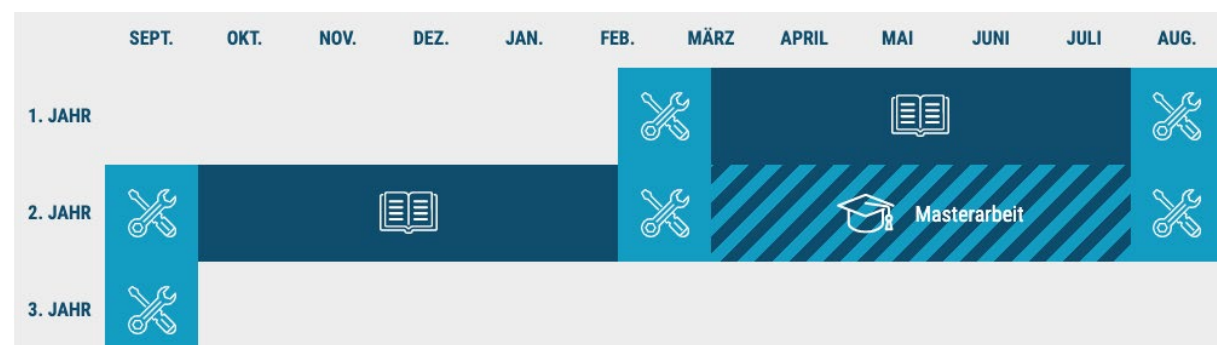 SEPT. OKT. NOV. DEZ. JAN. FEB. MÄRZ APRIL MAI JUNI JULI AUG.
1. JAHR
2. JAHR Masterarbeit
3. JAHR